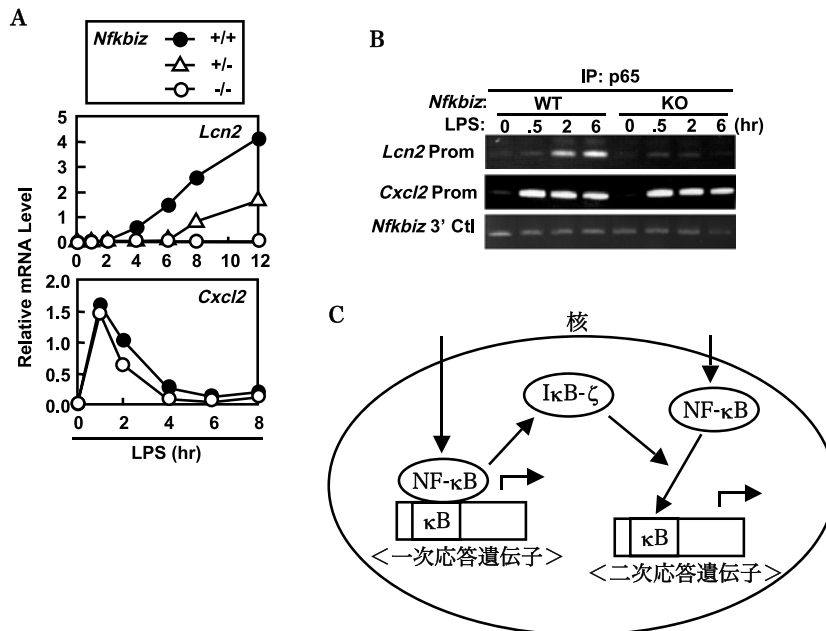 A
Nfkbiz
+/+
+/-
-/-
Relative mRNA Level
5
4
3
2
1
0
Lcn2
0 2 4 6 8 10 12
2.0
1.5
1.0
0.5
0.0
Cxcl2
0 2 4 6 8
LPS (hr)
B
IP: p65
Nfkbiz: WT KO
LPS: 0 .5 2 6 0 .5 2 6 (hr)
Lcn2 Prom
Cxcl2 Prom
Nfkbiz 3' Ctl
C
核
IκB-ζ
NF-κB
NF-κB
κB
κB
＜一次応答遺伝子＞
＜二次応答遺伝子＞